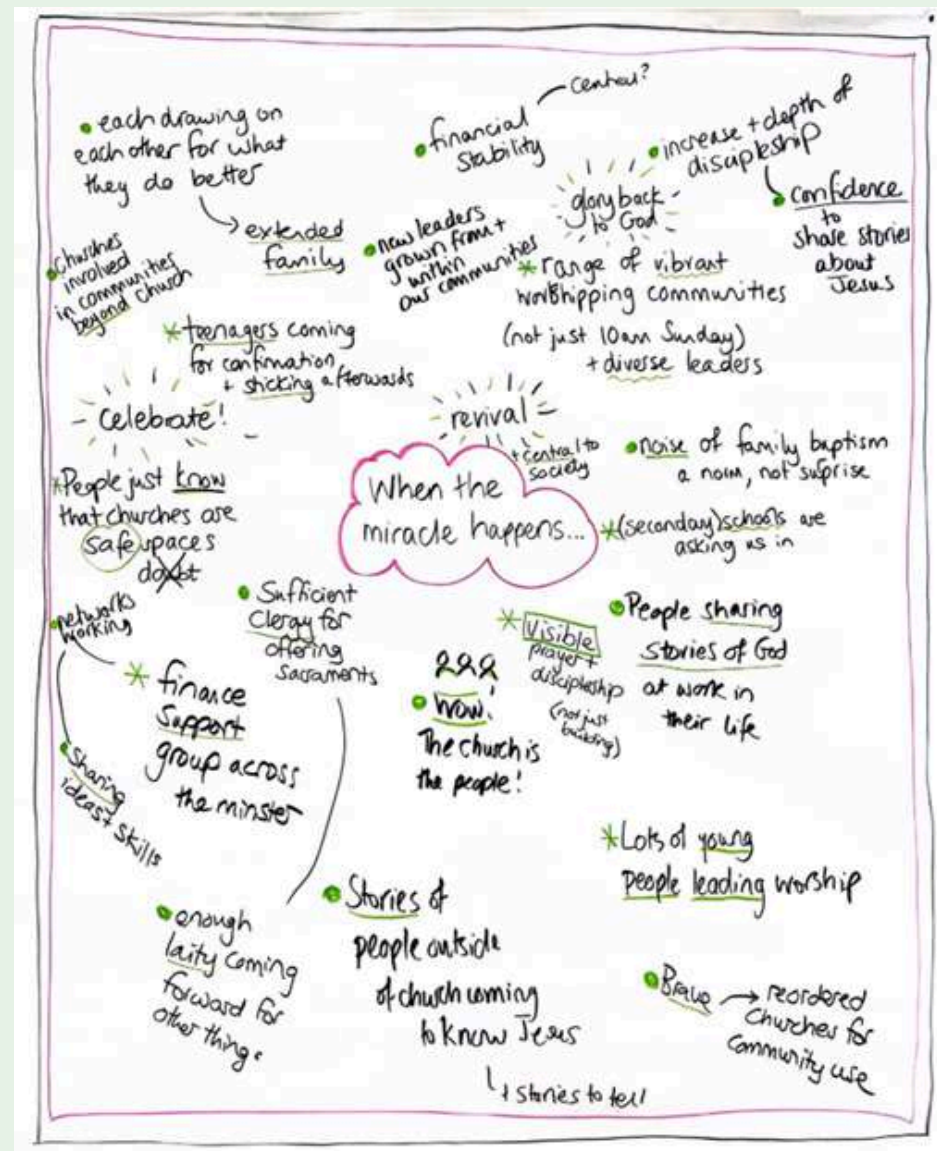 each drawing on
each other for what
they do better
extended
family
central?
financial
stability
increase + depth of
discipleship
confidence
to
share stories
about
Jesus
glory back
to God
churches
involved
in communities
beyond church
new leaders
grown from +
within
our communities
range of vibrant
worshipping communities
(not just 10am Sunday)
+ diverse leaders
teenagers coming
for confirmation
+ sticking afterwards
celebrate!
revival
+ central to
society
When the
miracle happens...
noise of family baptism
a norm, not suprise
(seconday) schools are
asking us in
People just know
that churches are
safe spaces
doubt
networks
working
Sufficient
Clergy for
offering
Sacraments
finance
support
group across
the minster
Sharing
ideas + skills
Visible
prayer +
discipleship
(not just
building)
wow!
The church is
the people!
People sharing
stories of God
at work in
their life
Lots of young
people leading worship
enough
laity coming
forward for
other things
Stories of
people outside
of church coming
to know Jesus
+ stories to tell
Brave → reordered
Churches for
Community use